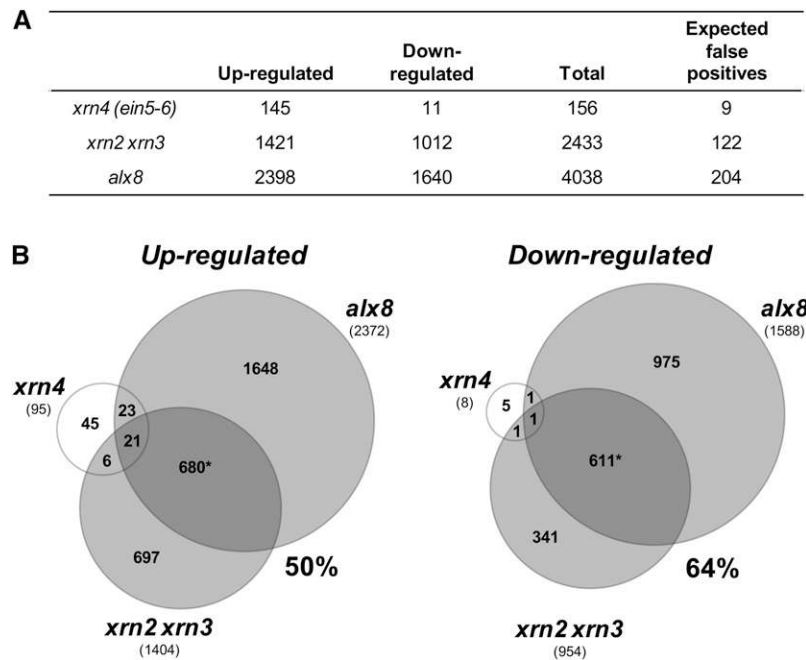 A
Up-regulated Down-regulated Total Expected false positives
xrn4 (ein5-6) 145 11 156 9
xrn2 xrn3 1421 1012 2433 122
alx8 2398 1640 4038 204
B
Up-regulated
alx8
(2372)
1648
xrn4
(95)
45
23
21
6
680*
697
50%
xrn2 xrn3
(1404)
Down-regulated
alx8
(1588)
975
xrn4
(8)
5
1
1
1
611*
341
64%
xrn2 xrn3
(954)